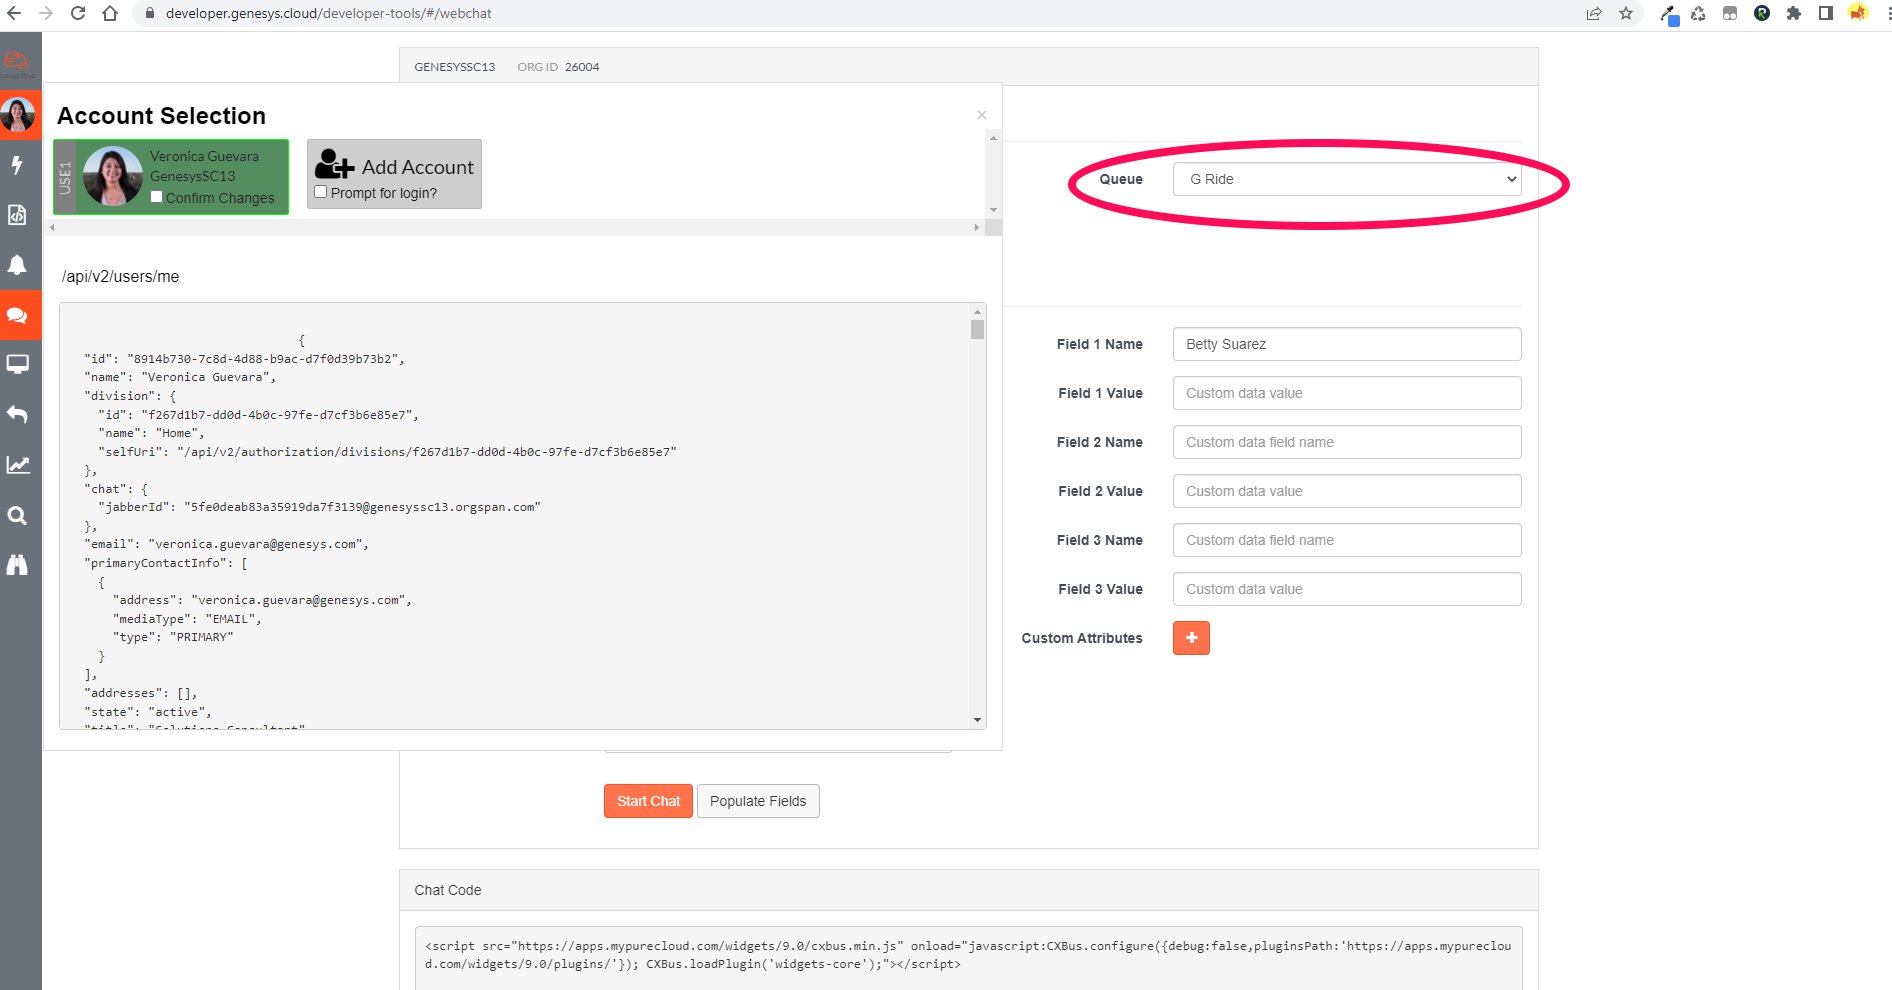 developer.genesys.cloud/developer-tools/#/webchat
GENESYSSC13 ORG ID 26004
Account Selection
×
USE1
Veronica Guevara
GenesysSC13
Confirm Changes
Add Account
Prompt for login?
/api/v2/users/me
{
"id": "8914b730-7c8d-4d88-b9ac-d7f0d39b73b2",
"name": "Veronica Guevara",
"division": {
"id": "f267d1b7-dd0d-4b0c-97fe-d7cf3b6e85e7",
"name": "Home",
"selfUri": "/api/v2/authorization/divisions/f267d1b7-dd0d-4b0c-97fe-d7cf3b6e85e7"
},
"chat": {
"jabberId": "5fe0deab83a35919da7f3139@genesyssc13.orgspan.com"
},
"email": "veronica.guevara@genesys.com",
"primaryContactInfo": [
{
"address": "veronica.guevara@genesys.com",
"mediaType": "EMAIL",
"type": "PRIMARY"
}
],
"addresses": [],
"state": "active",
"title": "Solutions Consultant"
Queue G Ride
Field 1 Name Betty Suarez
Field 1 Value Custom data value
Field 2 Name Custom data field name
Field 2 Value Custom data value
Field 3 Name Custom data field name
Field 3 Value Custom data value
Custom Attributes +
Start Chat Populate Fields
Chat Code
<script src="https://apps.mypurecloud.com/widgets/9.0/cxbus.min.js" onload="javascript:CXBus.configure({debug:false,pluginsPath:'https://apps.mypureclou
d.com/widgets/9.0/plugins/'}); CXBus.loadPlugin('widgets-core');"></script>